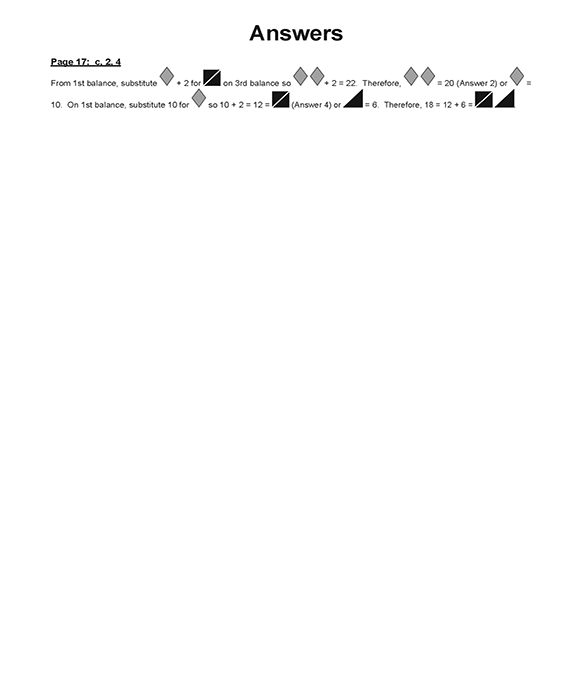 Answers
Page 17:  c, 2, 4
From 1st balance, substitute + 2 for on 3rd balance so + 2 = 22.  Therefore, = 20 (Answer 2) or =
10.  On 1st balance, substitute 10 for so 10 + 2 = 12 = (Answer 4) or = 6.  Therefore, 18 = 12 + 6 =